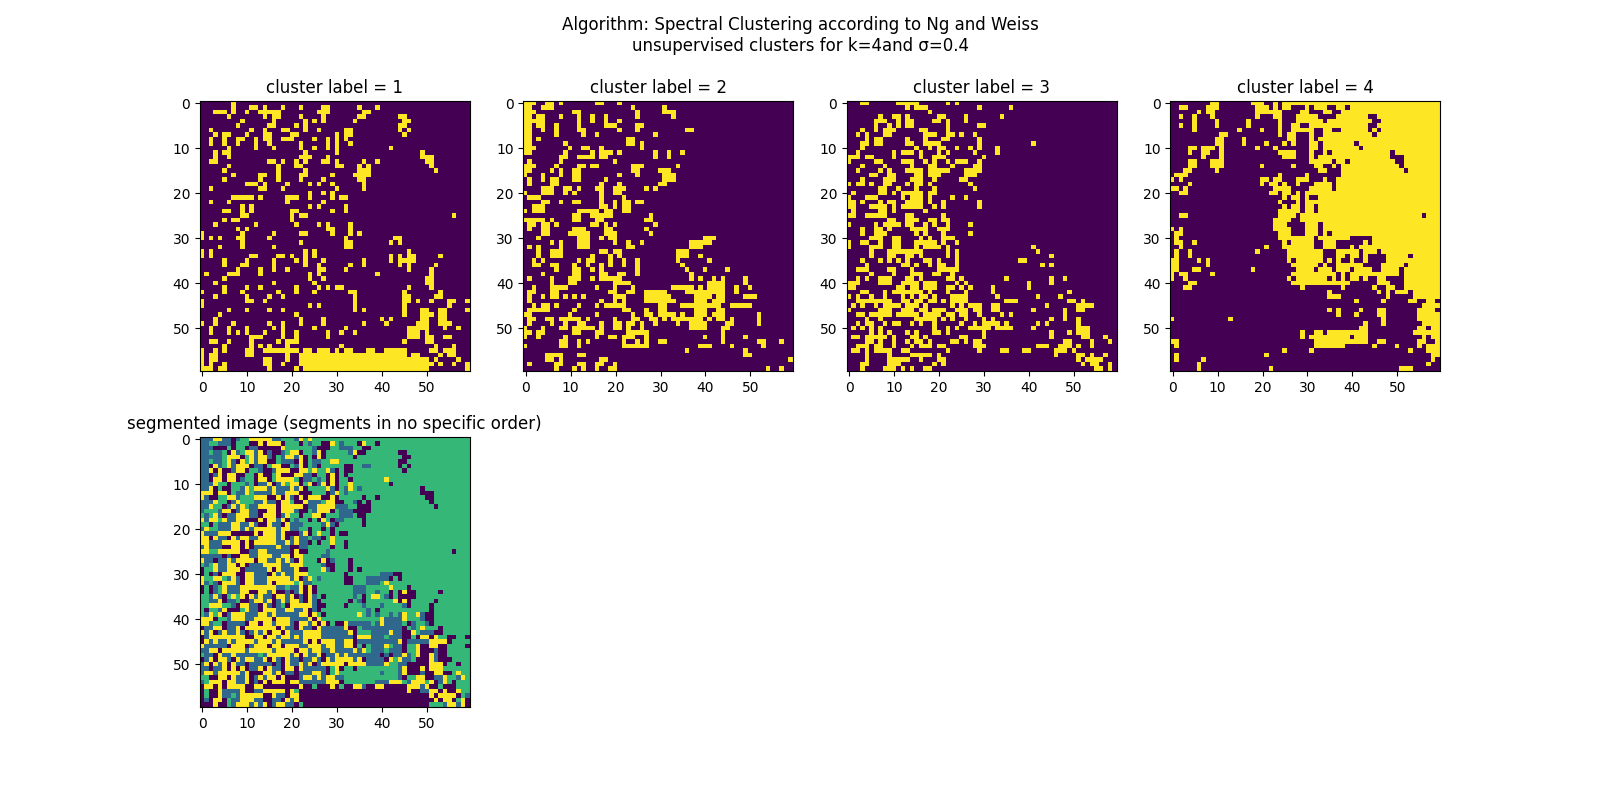 Algorithm: Spectral Clustering according to Ng and Weiss
unsupervised clusters for k=4and σ=0.4
cluster label = 1
cluster label = 2
cluster label = 3
cluster label = 4
0
10
20
30
40
50
0 10 20 30 40 50
0
10
20
30
40
50
0 10 20 30 40 50
0
10
20
30
40
50
0 10 20 30 40 50
0
10
20
30
40
50
0 10 20 30 40 50
segmented image (segments in no specific order)
0
10
20
30
40
50
0 10 20 30 40 50